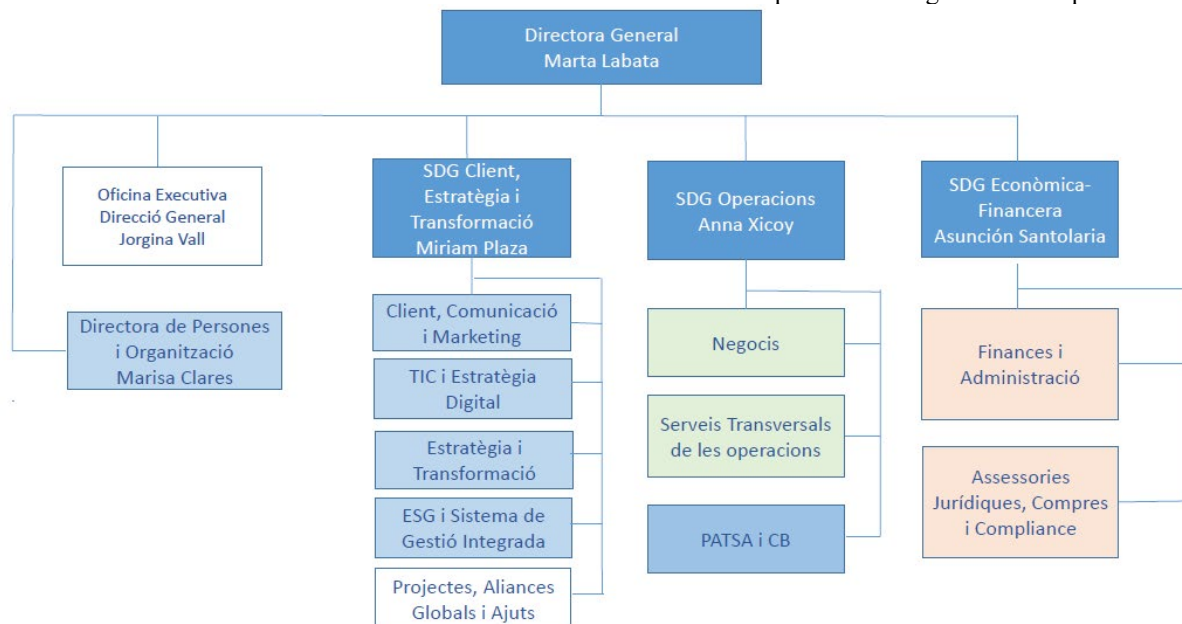 Directora General
Marta Labata
Oficina Executiva
Direcció General
Jorgina Vall
SDG Client,
Estratègia i
Transformació
Miriam Plaza
SDG Operacions
Anna Xicoy
SDG Econòmica-
Financera
Asunción Santolaria
Directora de Persones
i Organització
Marisa Clares
Client, Comunicació
i Marketing
TIC i Estratègia
Digital
Estratègia i
Transformació
ESG i Sistema de
Gestió Integrada
Projectes, Aliances
Globals i Ajuts
Negocis
Serveis Transversals
de les operacions
PATSA i CB
Finances i
Administració
Assessories
Jurídiques, Compres
i Compliance